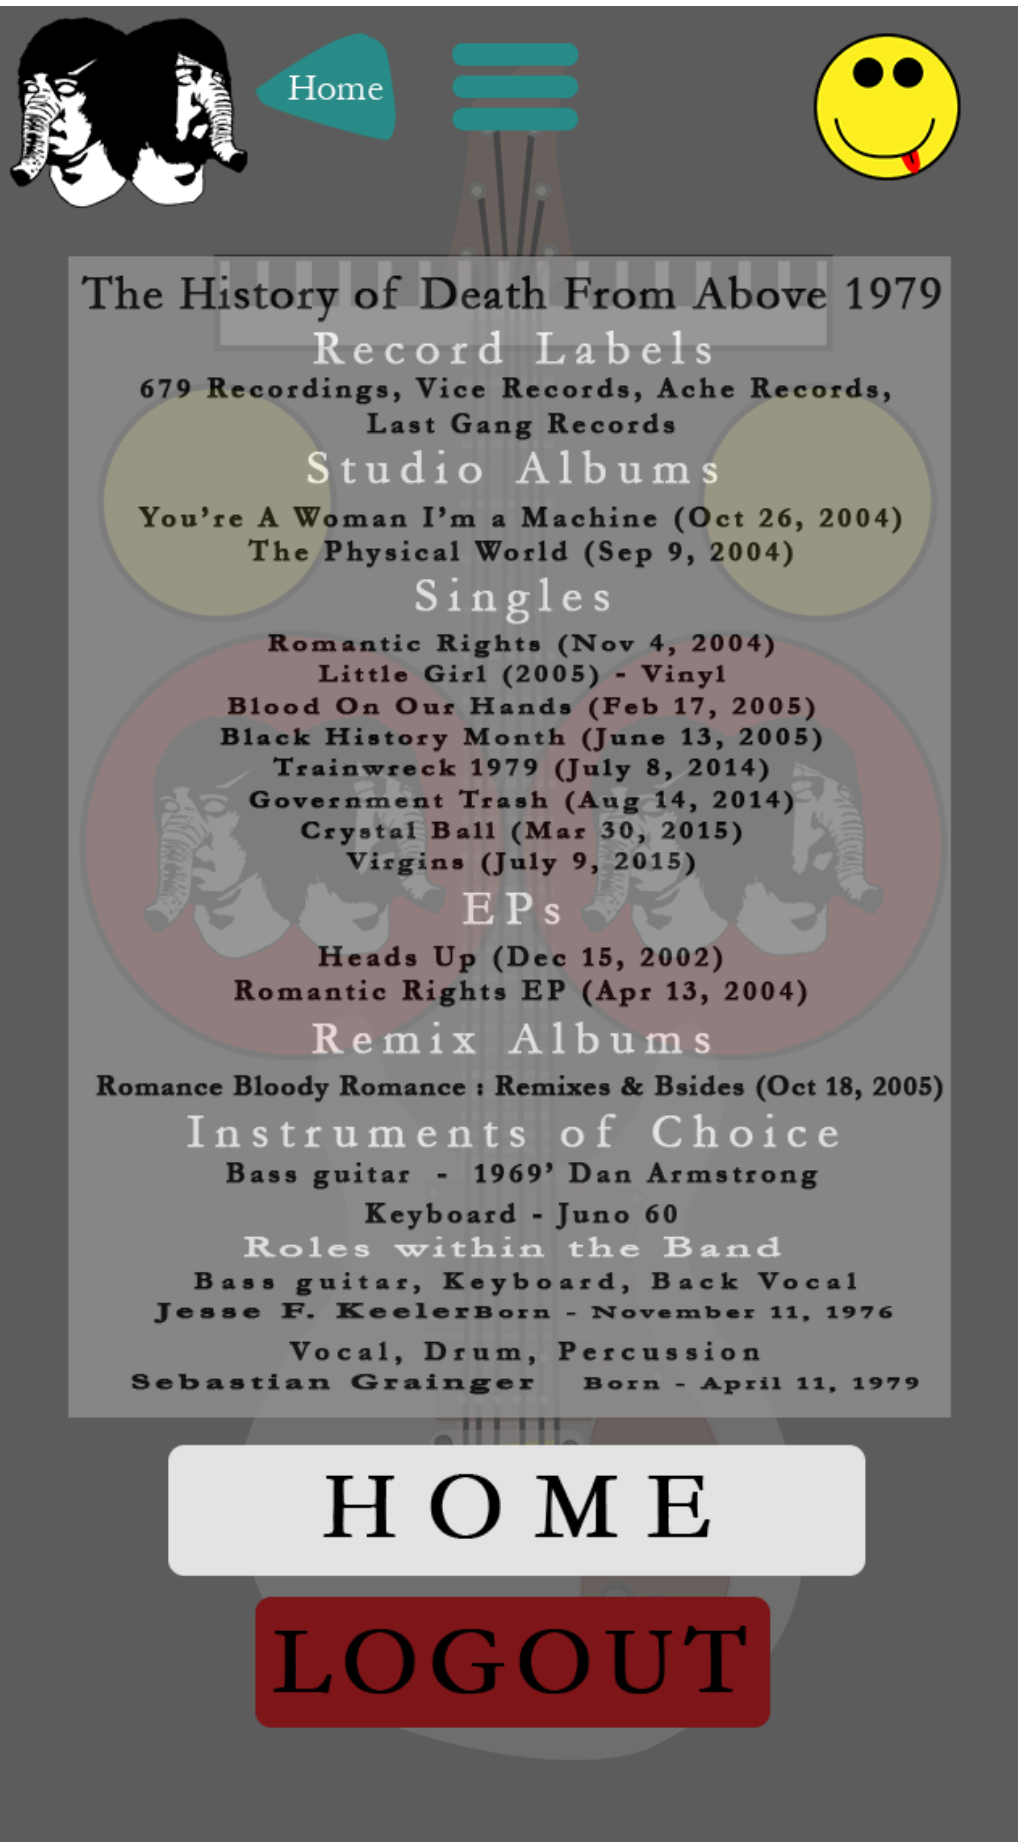 Home
The History of Death From Above 1979
Record Labels
679 Recordings, Vice Records, Ache Records,
Last Gang Records
Studio Albums
You're A Woman I'm a Machine (Oct 26, 2004)
The Physical World (Sep 9, 2004)
Singles
Romantic Rights (Nov 4, 2004)
Little Girl (2005) - Vinyl
Blood On Our Hands (Feb 17, 2005)
Black History Month (June 13, 2005)
Trainwreck 1979 (July 8, 2014)
Government Trash (Aug 14, 2014)
Crystal Ball (Mar 30, 2015)
Virgins (July 9, 2015)
EPs
Heads Up (Dec 15, 2002)
Romantic Rights EP (Apr 13, 2004)
Remix Albums
Romance Bloody Romance : Remixes & Bsides (Oct 18, 2005)
Instruments of Choice
Bass guitar - 1969' Dan Armstrong
Keyboard - Juno 60
Roles within the Band
Bass guitar, Keyboard, Back Vocal
Jesse F. KeelerBorn - November 11, 1976
Vocal, Drum, Percussion
Sebastian Grainger Born - April 11, 1979
HOME
LOGOUT